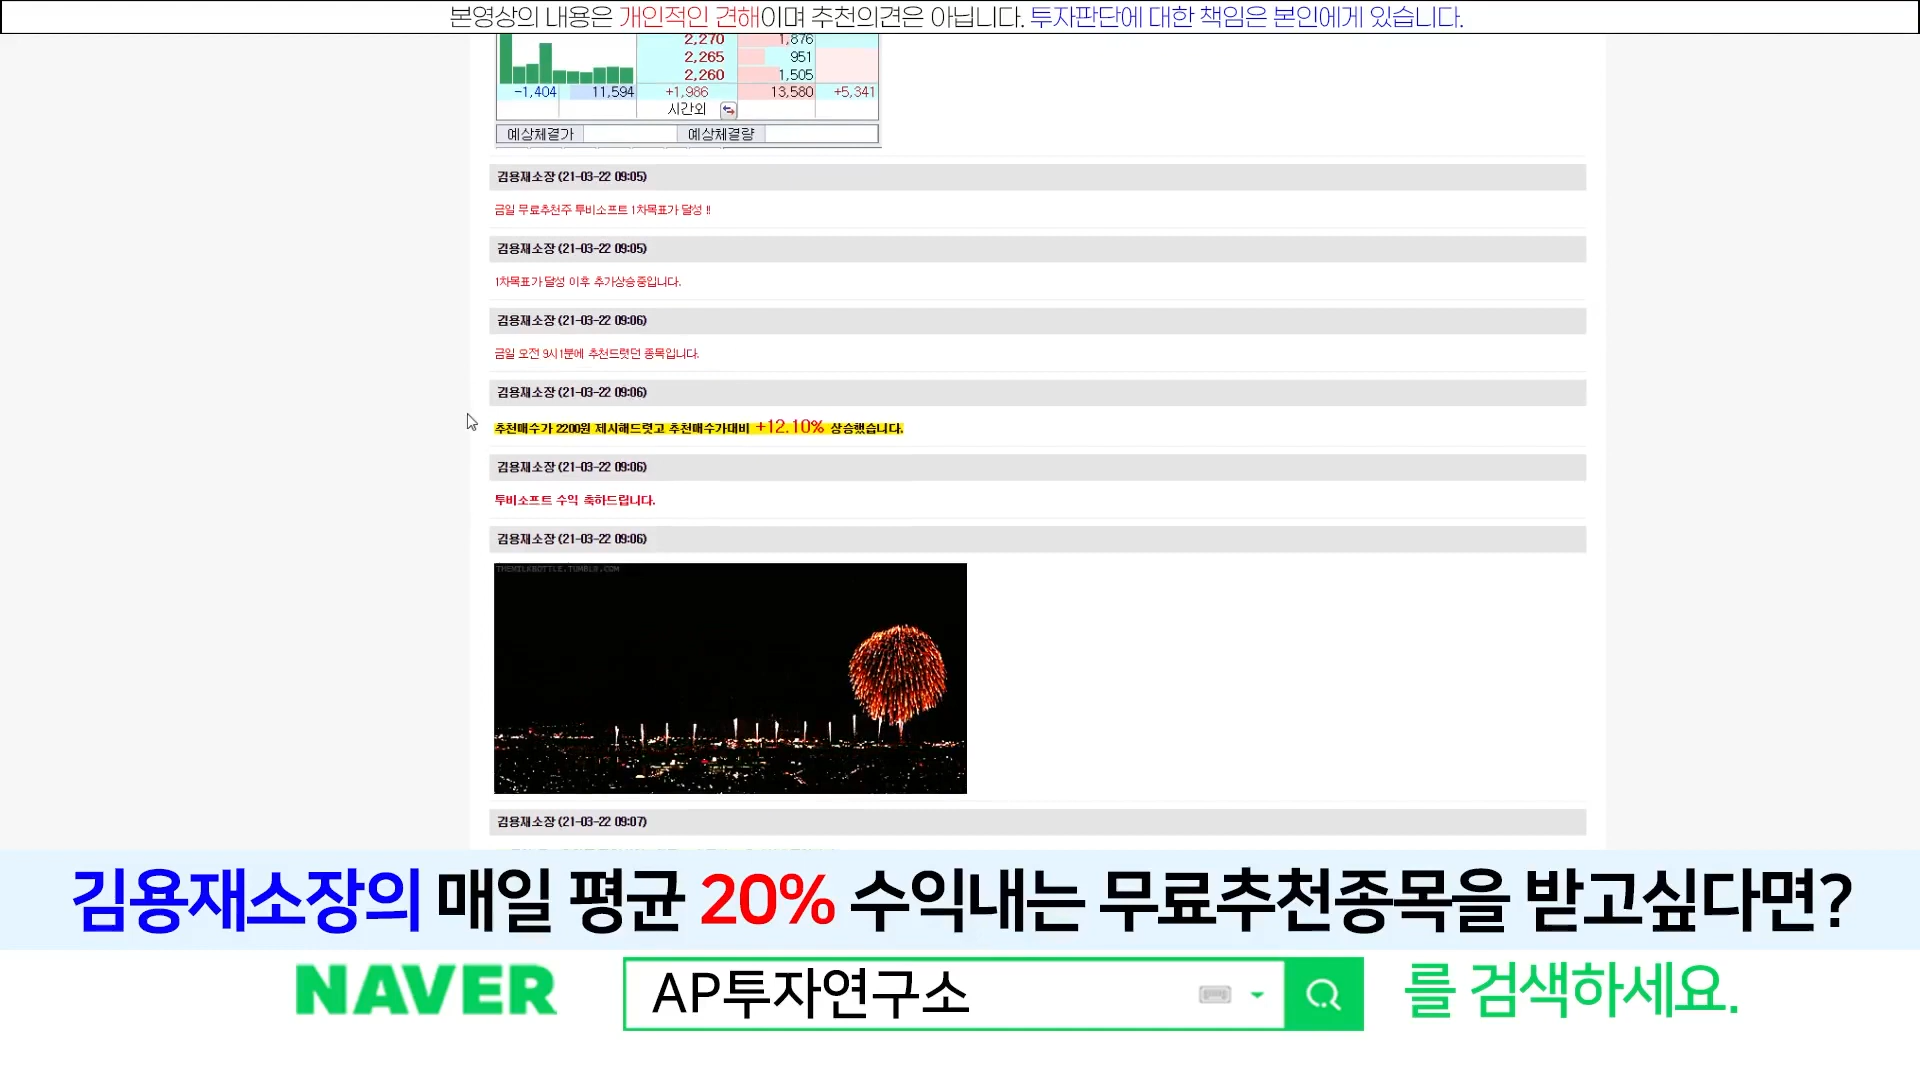 본영상의 내용은 개인적인 견해이며 추천의견은 아닙니다. 투자판단에 대한 책임은 본인에게 있습니다.
2,270 1,876
2,265 951
2,260 1,505
-1,404 11,594 +1,986 13,580 +5,341
시간외
예상체결가 예상체결량
김용재소장 (21-03-22 09:05)
금일 무료추천주 투비소프트 1차목표가 달성 !!
김용재소장 (21-03-22 09:05)
1차목표가 달성 이후 추가상승중입니다.
김용재소장 (21-03-22 09:06)
금일 오전 9시1분에 추천드렷던 종목입니다.
김용재소장 (21-03-22 09:06)
추천매수가 2200원 제시해드렷고 추천매수가대비 +12.10% 상승했습니다.
김용재소장 (21-03-22 09:06)
투비소프트 수익 축하드립니다.
김용재소장 (21-03-22 09:06)
THEMILKBOTTLE.TUMBLR.COM
김용재소장 (21-03-22 09:07)
김용재소장의 매일 평균 20% 수익내는 무료추천종목을 받고싶다면?
NAVER AP투자연구소 를 검색하세요.